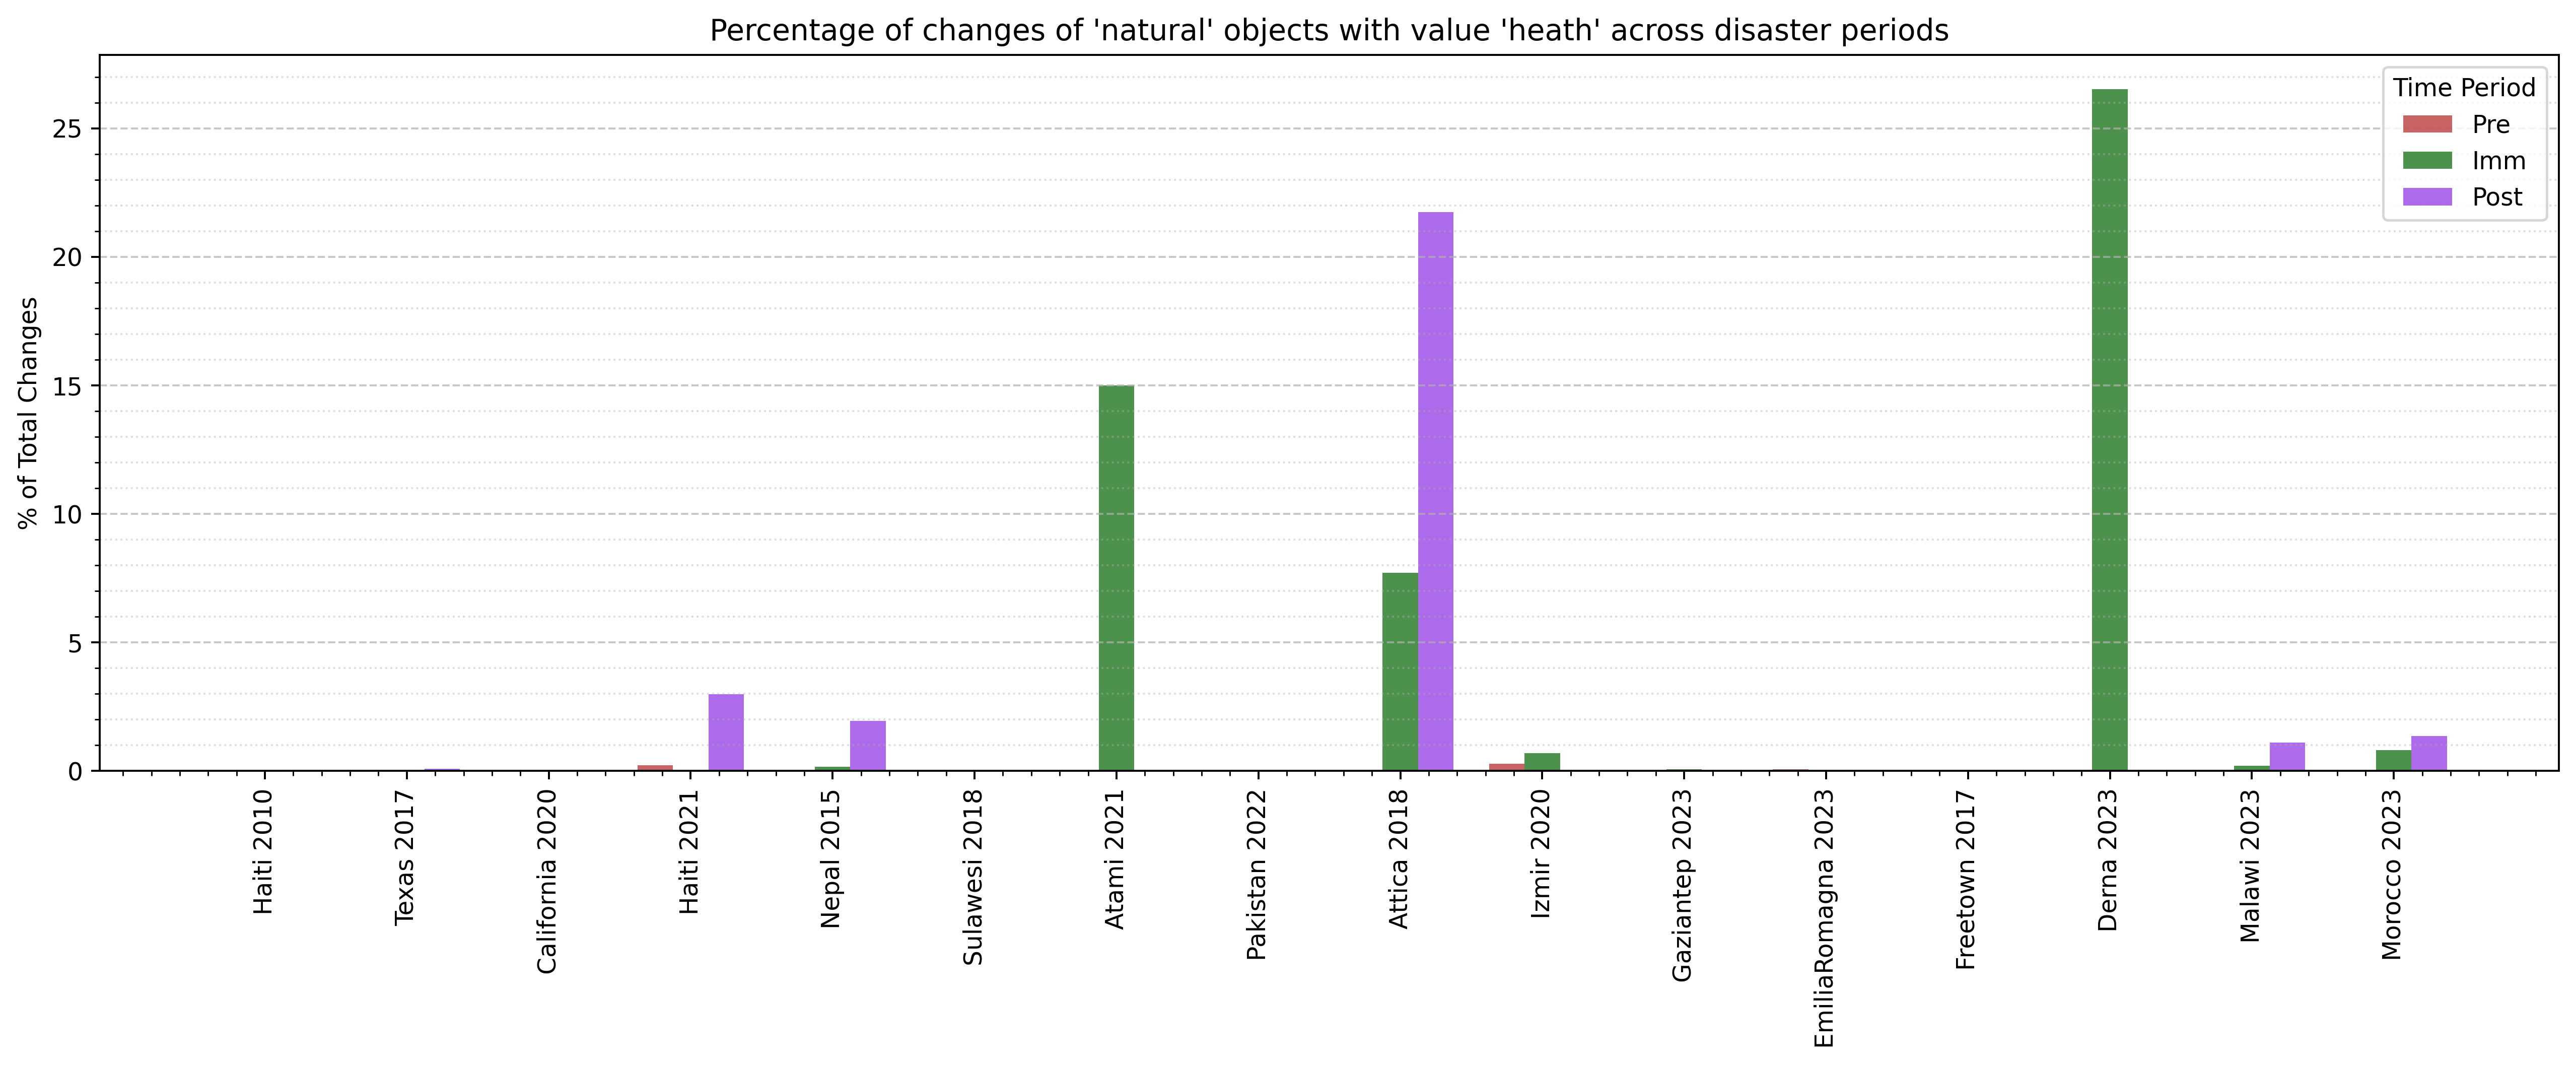 Percentage of changes of 'natural' objects with value 'heath' across disaster periods
% of Total Changes
25
20
15
10
5
0
Time Period
Pre
Imm
Post
Haiti 2010
Texas 2017
California 2020
Haiti 2021
Nepal 2015
Sulawesi 2018
Atami 2021
Pakistan 2022
Attica 2018
Izmir 2020
Gaziantep 2023
EmiliaRomagna 2023
Freetown 2017
Derna 2023
Malawi 2023
Morocco 2023